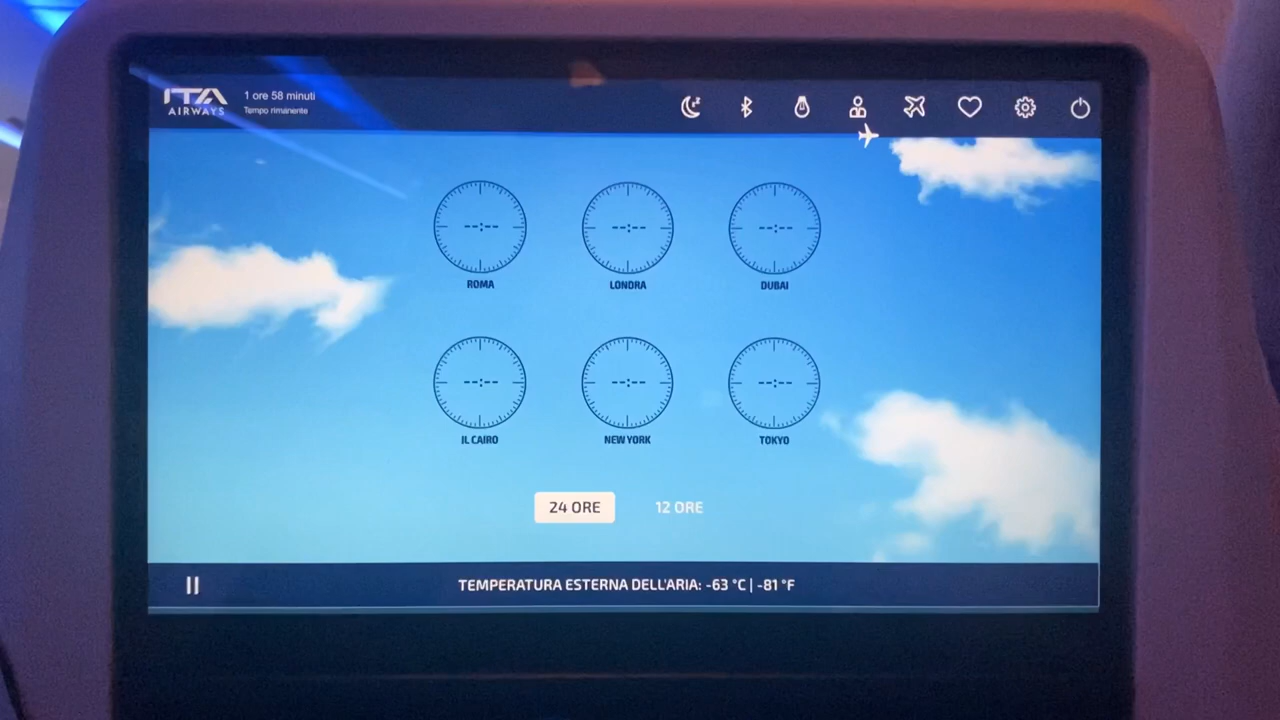 ITA
AIRWAYS
1 ore 58 minuti
Tempo rimanente
--:--
--:--
--:--
ROMA
LONDRA
DUBAI
--:--
--:--
--:--
IL CAIRO
NEW YORK
TOKYO
24 ORE
12 ORE
TEMPERATURA ESTERNA DELL'ARIA: -63 °C | -81 °F